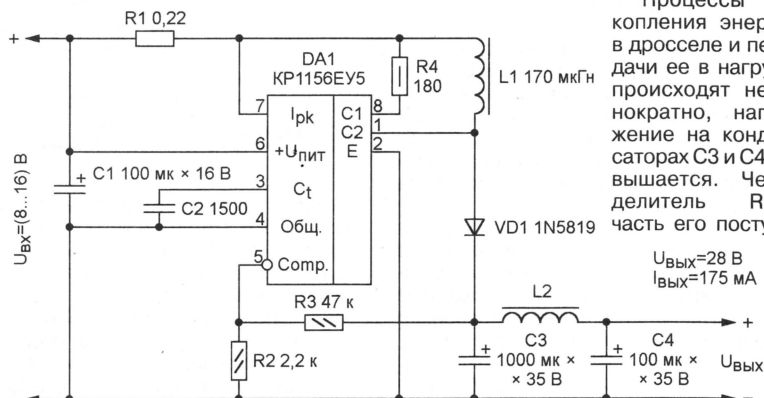 R1 0,22
+
DA1
КР1156ЕУ5
R4
180
L1 170 мкГн
7
Ipk
C1
8
C2
1
6
+Uпит
E
2
+
C1 100 мк × 16 В
3
Ct
C2 1500
4
Общ.
5
Comp.
VD1 1N5819
Uвх=(8...16) В
R3 47 к
R2 2,2 к
L2
C3
+
1000 мк ×
× 35 В
C4
+
100 мк ×
× 35 В
Uвых=28 В
Iвых=175 мА
+
Uвых
−
−
Процессы
копления энер
в дросселе и пе
дачи ее в нагру
происходят не
нократно, нап
жение на конд
саторах С3 и С4
вышается. Че
делитель R
часть его посту